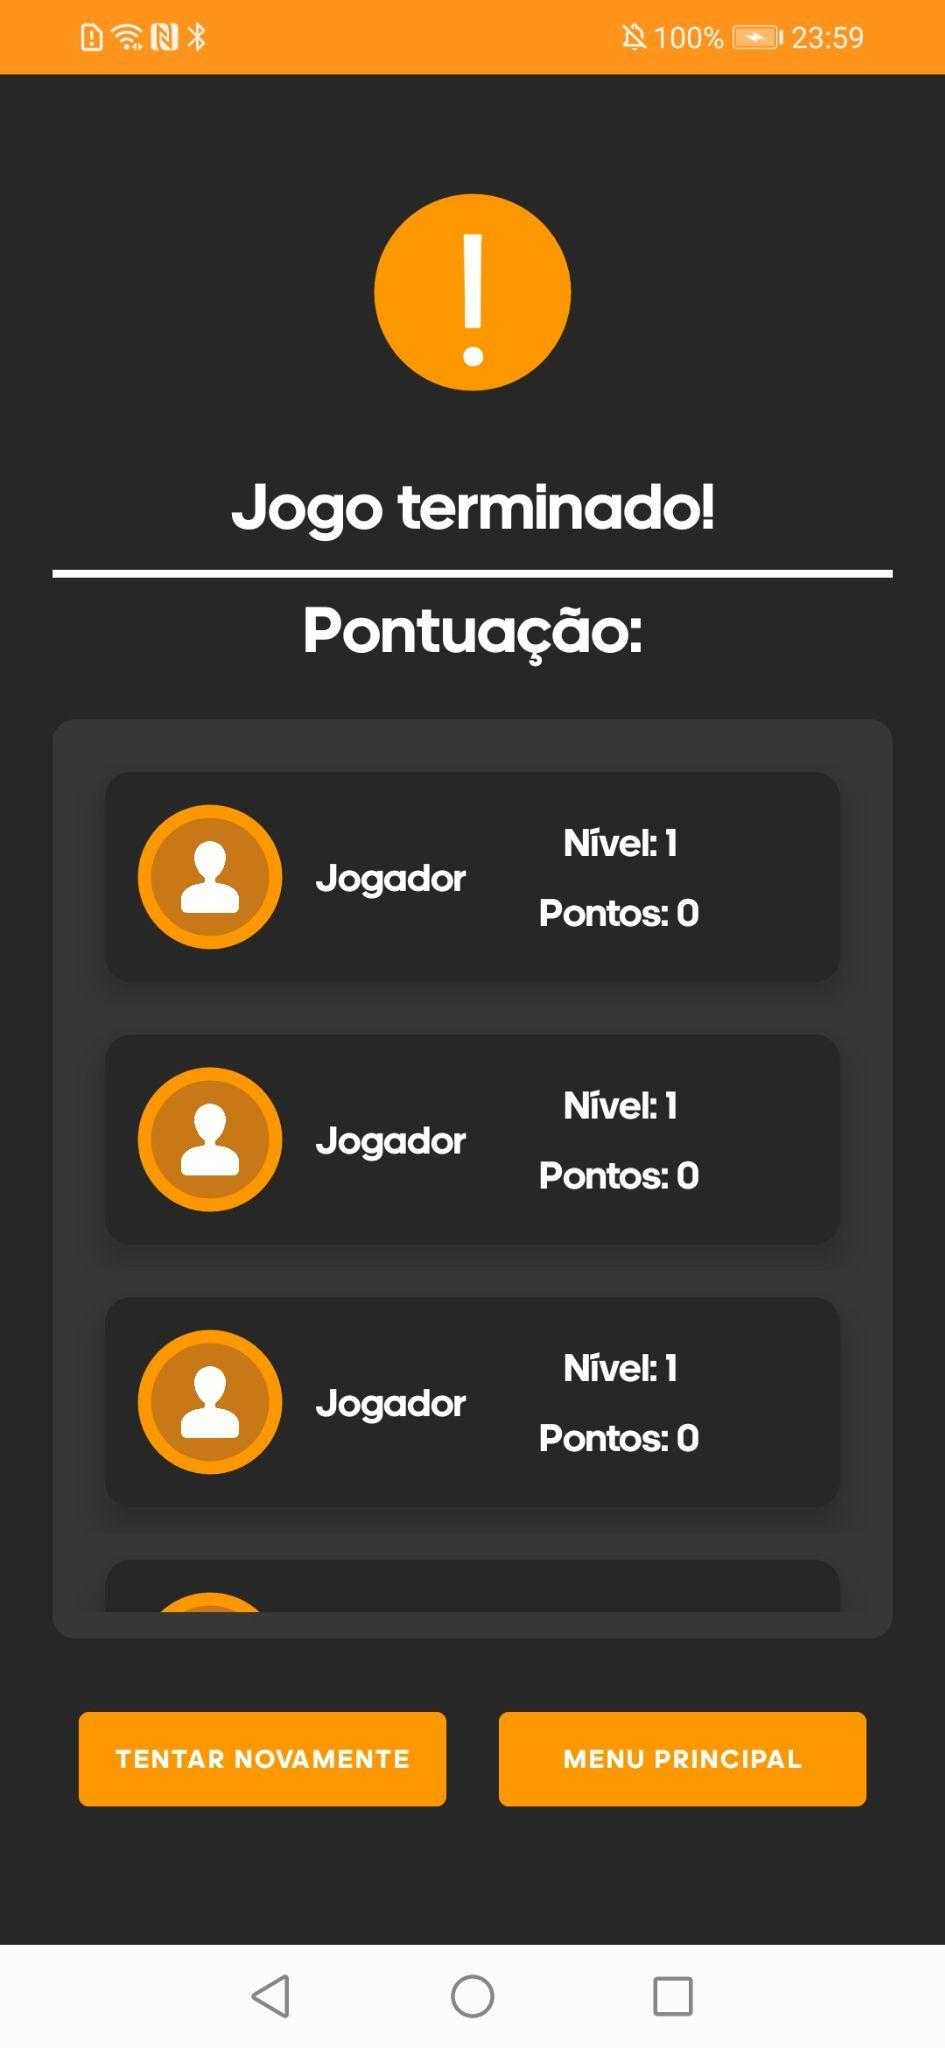 100% 23:59
Jogo terminado!
Pontuação:
Nível: 1
Jogador
Pontos: 0
Nível: 1
Jogador
Pontos: 0
Nível: 1
Jogador
Pontos: 0
TENTAR NOVAMENTE
MENU PRINCIPAL